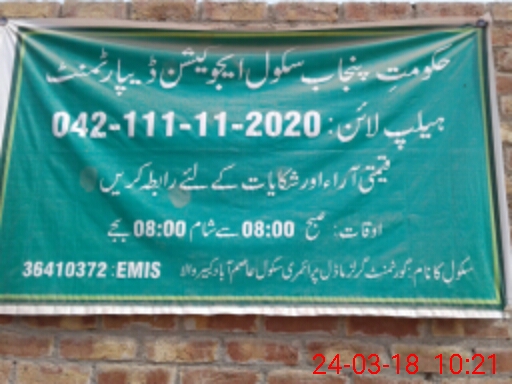 حکومتِ پنجاب سکول ایجوکیشن ڈیپارٹمنٹ
ہیلپ لائن: 042-111-11-2020
قیمتی آراء اور شکایات کے لئے رابطہ کریں
اوقات: صبح 08:00 سے شام 08:00 بجے
سکول کا نام: گورنمنٹ گرلز ماڈل پرائمری سکول عاصم آباد کبیر والا EMIS: 36410372
24-03-18 10:21